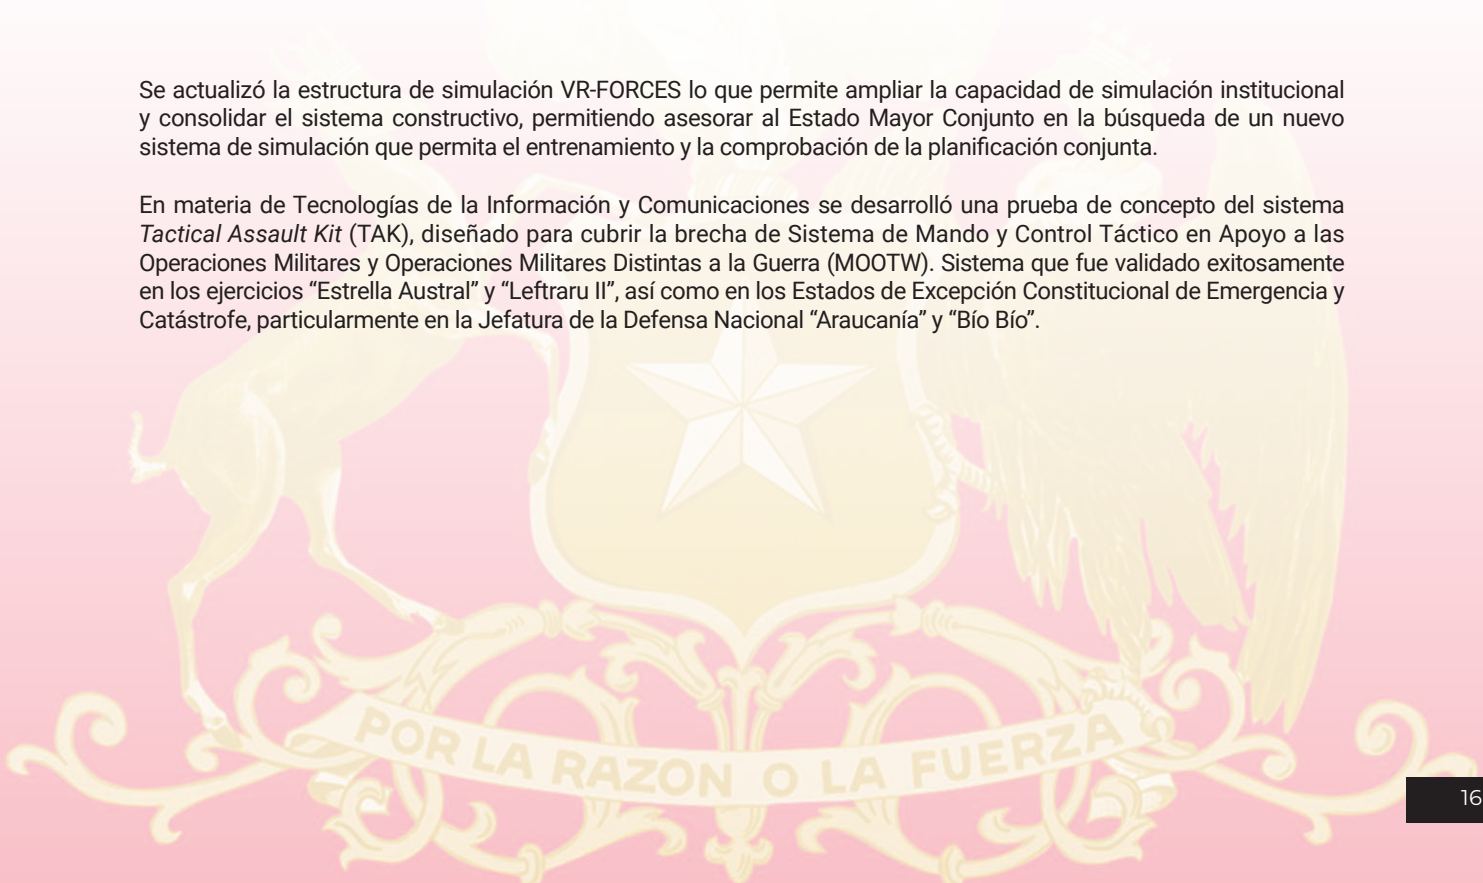 Se actualizó la estructura de simulación VR-FORCES lo que permite ampliar la capacidad de simulación institucional
y consolidar el sistema constructivo, permitiendo asesorar al Estado Mayor Conjunto en la búsqueda de un nuevo
sistema de simulación que permita el entrenamiento y la comprobación de la planificación conjunta.
En materia de Tecnologías de la Información y Comunicaciones se desarrolló una prueba de concepto del sistema
Tactical Assault Kit (TAK), diseñado para cubrir la brecha de Sistema de Mando y Control Táctico en Apoyo a las
Operaciones Militares y Operaciones Militares Distintas a la Guerra (MOOTW). Sistema que fue validado exitosamente
en los ejercicios “Estrella Austral” y “Leftraru II”, así como en los Estados de Excepción Constitucional de Emergencia y
Catástrofe, particularmente en la Jefatura de la Defensa Nacional “Araucanía” y “Bío Bío”.
POR LA RAZON O LA FUERZA
16